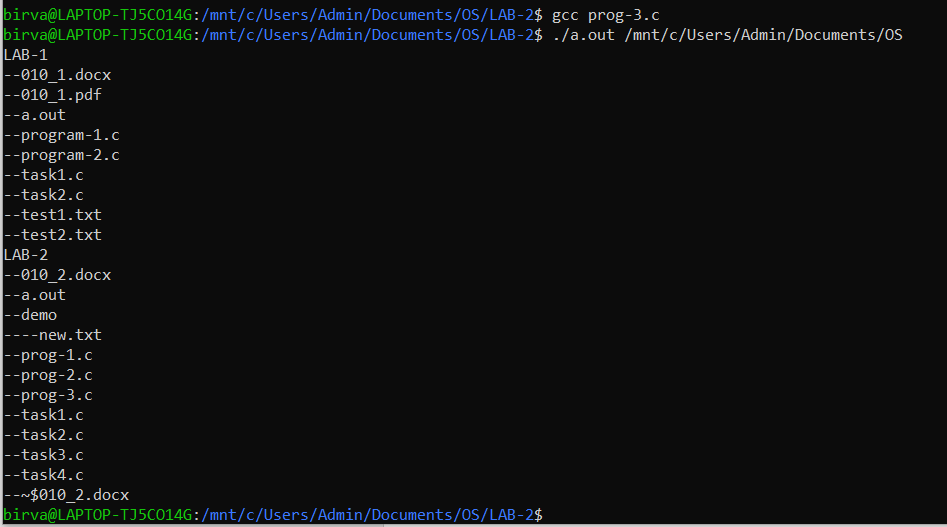 birva@LAPTOP-TJ5CO14G:/mnt/c/Users/Admin/Documents/OS/LAB-2$ gcc prog-3.c
birva@LAPTOP-TJ5CO14G:/mnt/c/Users/Admin/Documents/OS/LAB-2$ ./a.out /mnt/c/Users/Admin/Documents/OS
LAB-1
--010_1.docx
--010_1.pdf
--a.out
--program-1.c
--program-2.c
--task1.c
--task2.c
--test1.txt
--test2.txt
LAB-2
--010_2.docx
--a.out
--demo
----new.txt
--prog-1.c
--prog-2.c
--prog-3.c
--task1.c
--task2.c
--task3.c
--task4.c
--~$010_2.docx
birva@LAPTOP-TJ5CO14G:/mnt/c/Users/Admin/Documents/OS/LAB-2$